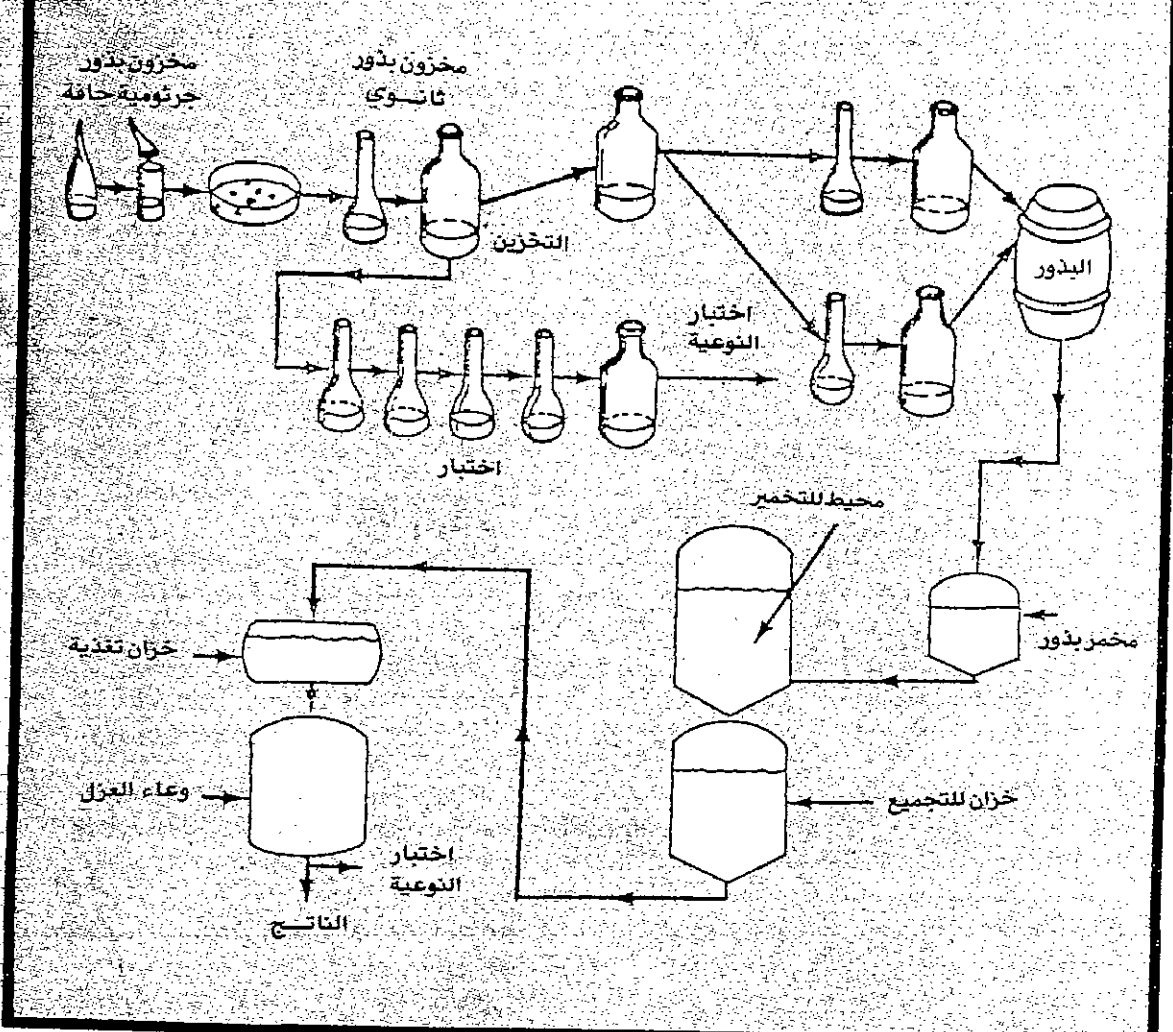 مخزون بذور
جرثومية جافة
مخزون بذور
ثانوي
التخزين
البذور
اختبار
النوعية
اختبار
محيط للتخمير
مخمر بذور
خزان تغذية
وعاء العزل
خزان للتجميع
اختبار
النوعية
الناتج